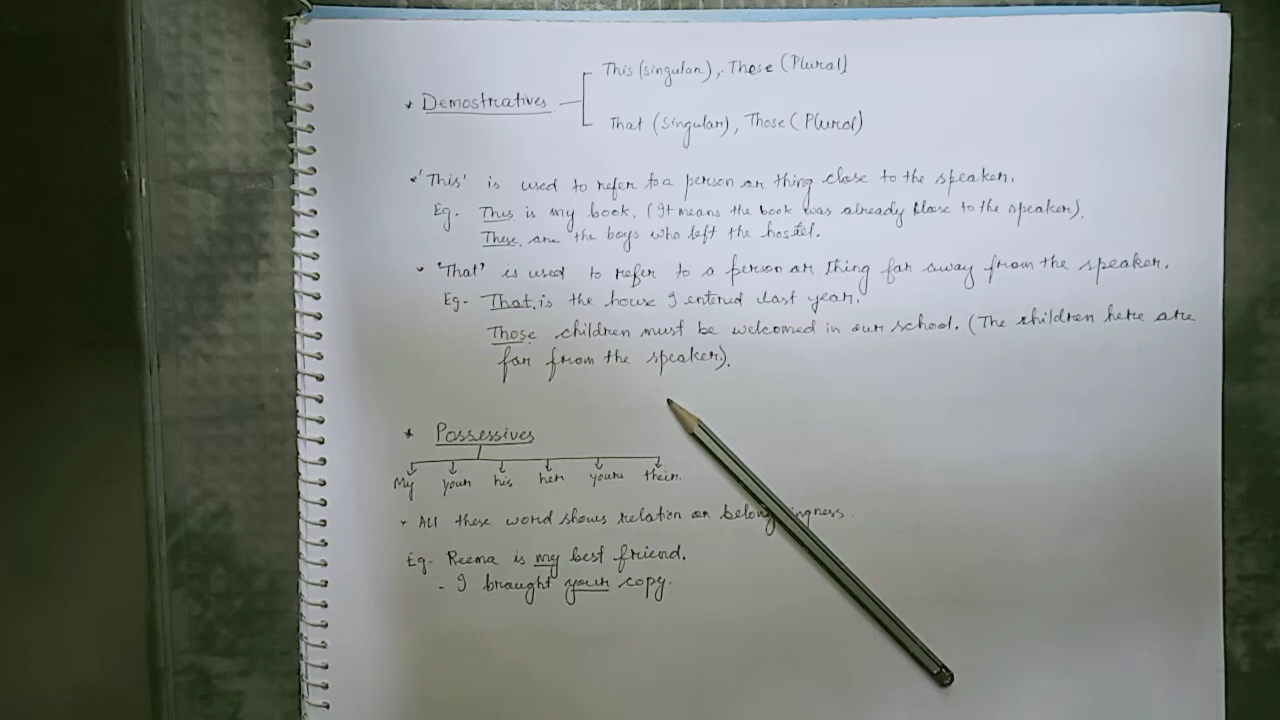 This (singular), These (Plural)
* Demostratives
That (Singular), Those (Plural)
• 'This' is used to refer to a person or thing close to the speaker.
Eg. This is my book. (It means the book was already close to the speaker).
These are the boys who left the hostel.
• 'That' is used to refer to a person or thing far away from the speaker.
Eg- That is the house I entered last year.
Those children must be welcomed in our school. (The children here are
far from the speaker).
* Possessives
My your his her yours their.
• All these word shows relation or belongingness.
Eg- Reema is my best friend.
- I brought your copy.